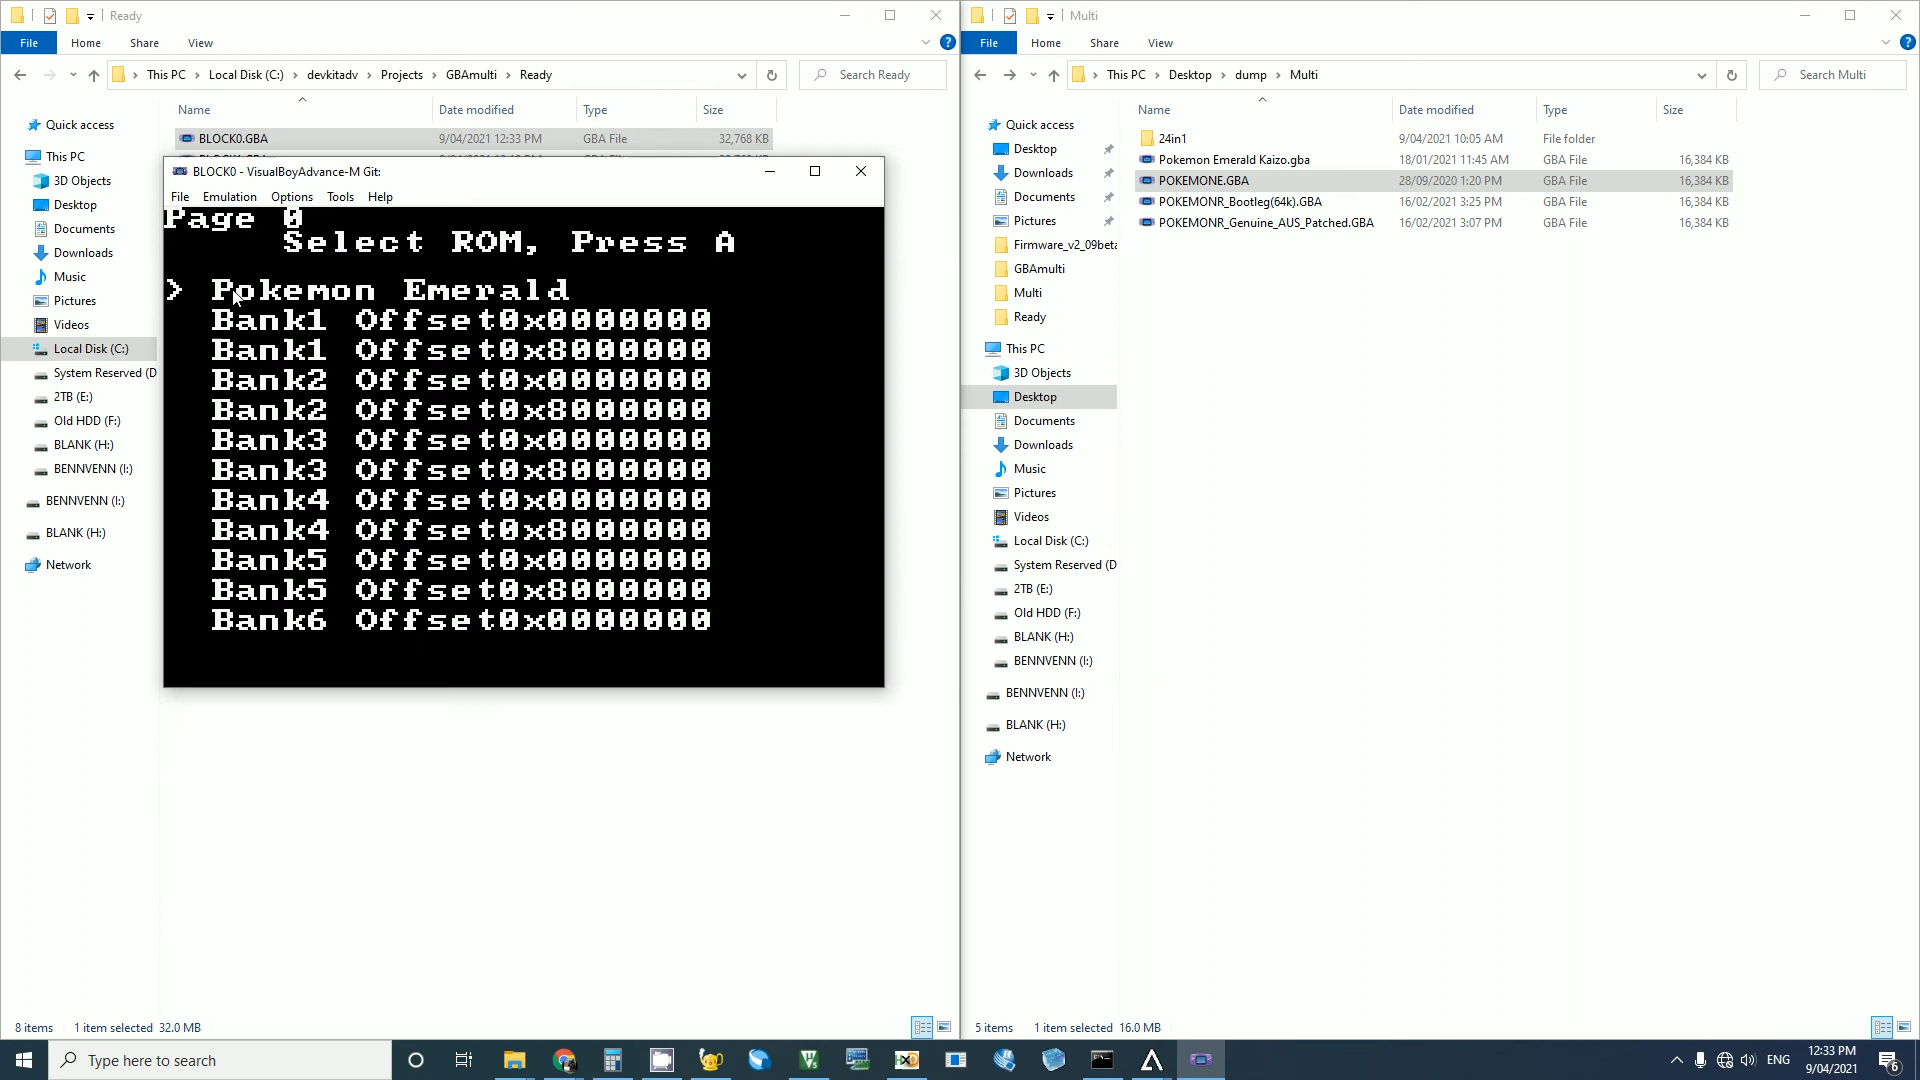 Ready
File Home Share View
This PC Local Disk (C:) devkitadv Projects GBAmulti Ready
Search Ready
Name Date modified Type Size
BLOCK0.GBA 9/04/2021 12:33 PM GBA File 32,768 KB
Quick access
This PC
3D Objects
Desktop
Documents
Downloads
Music
Pictures
Videos
Local Disk (C:)
System Reserved (D
2TB (E:)
Old HDD (F:)
BLANK (H:)
BENNVENN (I:)
BENNVENN (I:)
BLANK (H:)
Network
BLOCK0 - VisualBoyAdvance-M Git:
File Emulation Options Tools Help
Page 0
Select ROM, Press A
> Pokemon Emerald
Bank1 Offset0x0000000
Bank1 Offset0x8000000
Bank2 Offset0x0000000
Bank2 Offset0x8000000
Bank3 Offset0x0000000
Bank3 Offset0x8000000
Bank4 Offset0x0000000
Bank4 Offset0x8000000
Bank5 Offset0x0000000
Bank5 Offset0x8000000
Bank6 Offset0x0000000
8 items 1 item selected 32.0 MB
Multi
File Home Share View
This PC Desktop dump Multi
Search Multi
Name Date modified Type Size
24in1 9/04/2021 10:05 AM File folder
Pokemon Emerald Kaizo.gba 18/01/2021 11:45 AM GBA File 16,384 KB
POKEMONE.GBA 28/09/2020 1:20 PM GBA File 16,384 KB
POKEMONR_Bootleg(64k).GBA 16/02/2021 3:25 PM GBA File 16,384 KB
POKEMONR_Genuine_AUS_Patched.GBA 16/02/2021 3:07 PM GBA File 16,384 KB
Quick access
Desktop
Downloads
Documents
Pictures
Firmware_v2_09beta
GBAmulti
Multi
Ready
This PC
3D Objects
Desktop
Documents
Downloads
Music
Pictures
Videos
Local Disk (C:)
System Reserved (D
2TB (E:)
Old HDD (F:)
BLANK (H:)
BENNVENN (I:)
BENNVENN (I:)
BLANK (H:)
Network
5 items 1 item selected 16.0 MB
Type here to search
ENG
12:33 PM
9/04/2021
6